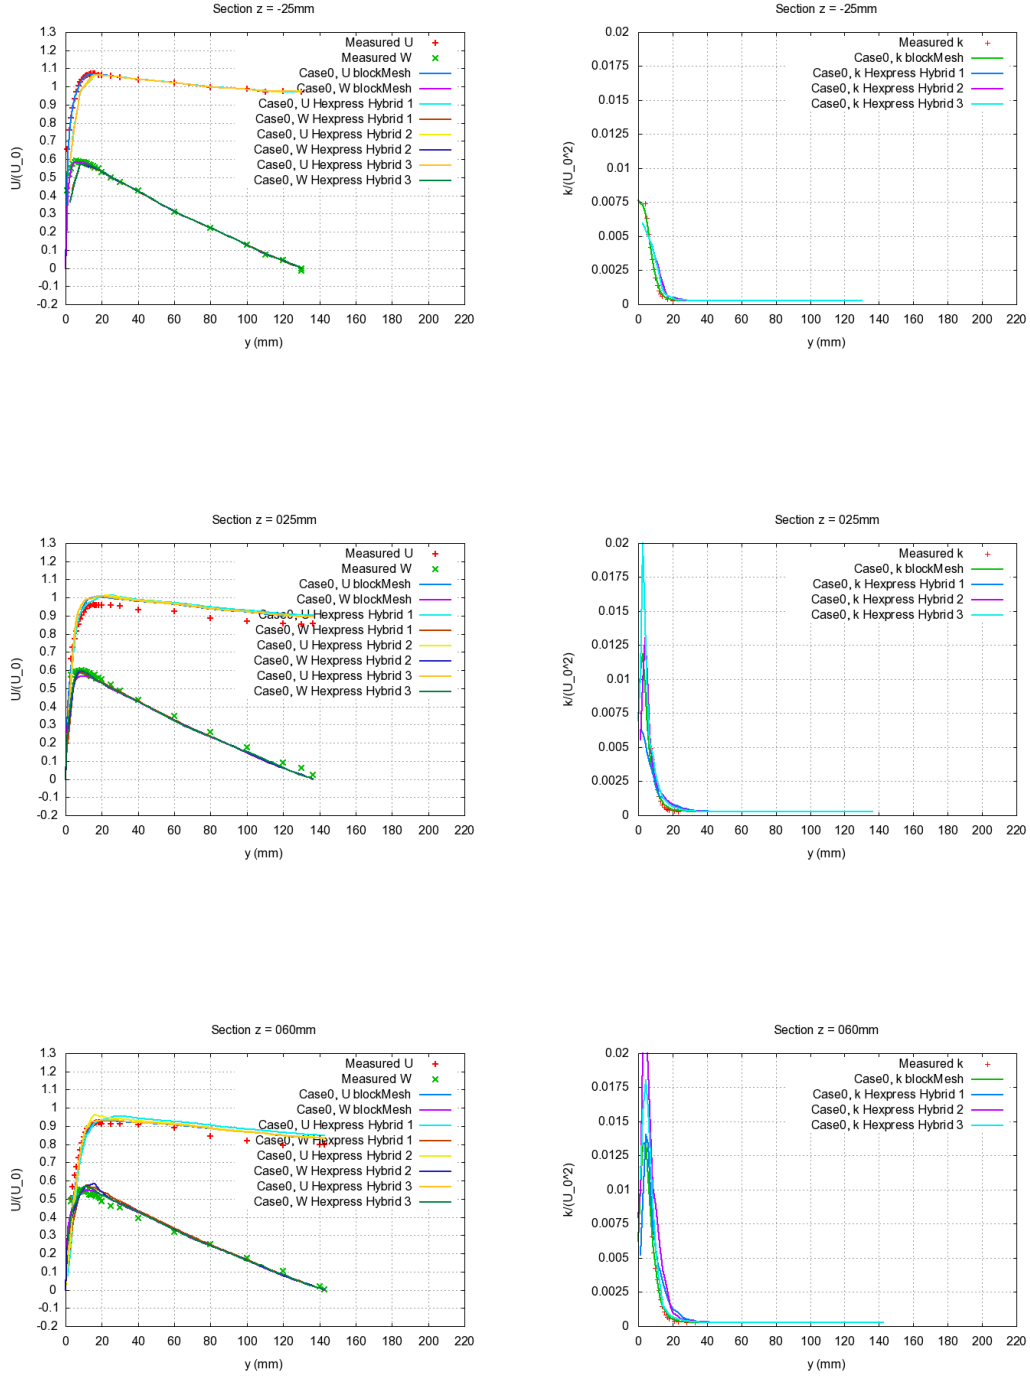 Section z = -25mm
1.3
1.2
1.1
1
0.9
0.8
0.7
0.6
0.5
0.4
0.3
0.2
0.1
0
-0.1
-0.2
U/(U_0)
Measured U
Measured W
Case0, U blockMesh
Case0, W blockMesh
Case0, U Hexpress Hybrid 1
Case0, W Hexpress Hybrid 1
Case0, U Hexpress Hybrid 2
Case0, W Hexpress Hybrid 2
Case0, U Hexpress Hybrid 3
Case0, W Hexpress Hybrid 3
0 20 40 60 80 100 120 140 160 180 200 220
y (mm)
Section z = -25mm
0.02
0.0175
0.015
0.0125
0.01
0.0075
0.005
0.0025
0
k/(U_0^2)
Measured k
Case0, k blockMesh
Case0, k Hexpress Hybrid 1
Case0, k Hexpress Hybrid 2
Case0, k Hexpress Hybrid 3
0 20 40 60 80 100 120 140 160 180 200 220
y (mm)
Section z = 025mm
1.3
1.2
1.1
1
0.9
0.8
0.7
0.6
0.5
0.4
0.3
0.2
0.1
0
-0.1
-0.2
U/(U_0)
Measured U
Measured W
Case0, U blockMesh
Case0, W blockMesh
Case0, U Hexpress Hybrid 1
Case0, W Hexpress Hybrid 1
Case0, U Hexpress Hybrid 2
Case0, W Hexpress Hybrid 2
Case0, U Hexpress Hybrid 3
Case0, W Hexpress Hybrid 3
0 20 40 60 80 100 120 140 160 180 200 220
y (mm)
Section z = 025mm
0.02
0.0175
0.015
0.0125
0.01
0.0075
0.005
0.0025
0
k/(U_0^2)
Measured k
Case0, k blockMesh
Case0, k Hexpress Hybrid 1
Case0, k Hexpress Hybrid 2
Case0, k Hexpress Hybrid 3
0 20 40 60 80 100 120 140 160 180 200 220
y (mm)
Section z = 060mm
1.3
1.2
1.1
1
0.9
0.8
0.7
0.6
0.5
0.4
0.3
0.2
0.1
0
-0.1
-0.2
U/(U_0)
Measured U
Measured W
Case0, U blockMesh
Case0, W blockMesh
Case0, U Hexpress Hybrid 1
Case0, W Hexpress Hybrid 1
Case0, U Hexpress Hybrid 2
Case0, W Hexpress Hybrid 2
Case0, U Hexpress Hybrid 3
Case0, W Hexpress Hybrid 3
0 20 40 60 80 100 120 140 160 180 200 220
y (mm)
Section z = 060mm
0.02
0.0175
0.015
0.0125
0.01
0.0075
0.005
0.0025
0
k/(U_0^2)
Measured k
Case0, k blockMesh
Case0, k Hexpress Hybrid 1
Case0, k Hexpress Hybrid 2
Case0, k Hexpress Hybrid 3
0 20 40 60 80 100 120 140 160 180 200 220
y (mm)